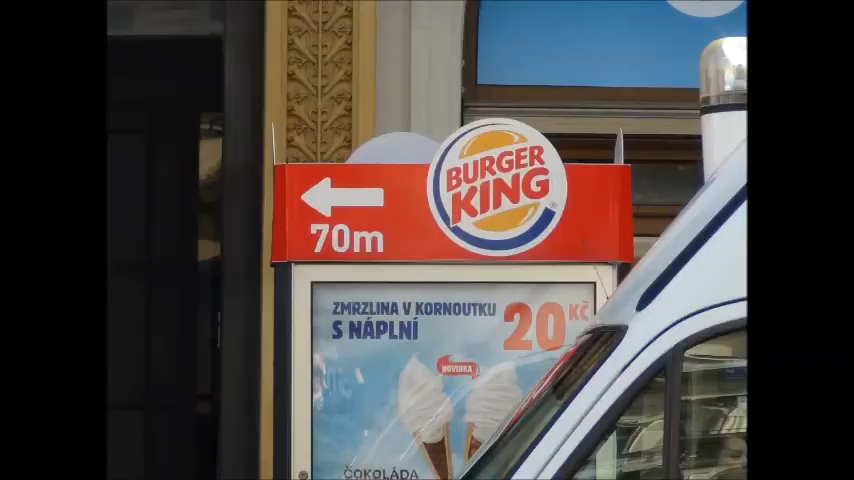 BURGER
KING
®
70m
ZMRZLINA V KORNOUTKU
S NÁPLNÍ
20 KČ
NOVINKA
ČOKOLÁDA